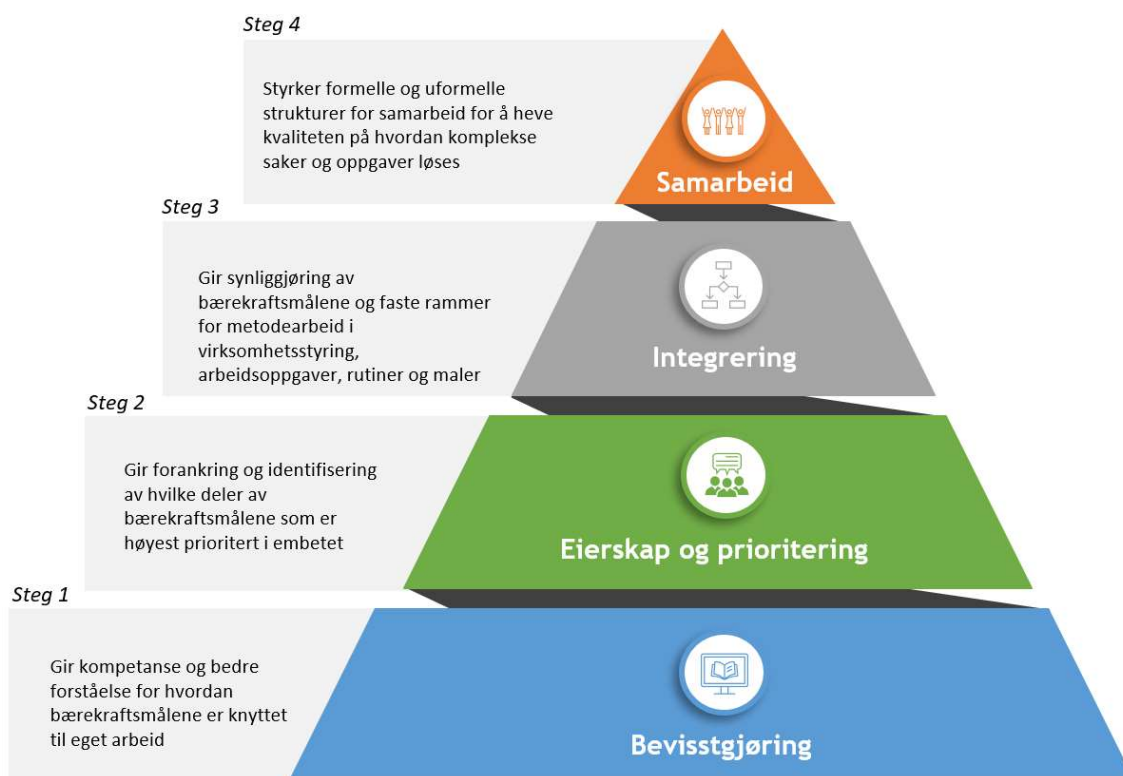 Steg 4
Styrker formelle og uformelle
strukturer for samarbeid for å heve
kvaliteten på hvordan komplekse
saker og oppgaver løses
Samarbeid
Steg 3
Gir synliggjøring av
bærekraftsmålene og faste rammer
for metodearbeid i
virksomhetsstyring,
arbeidsoppgaver, rutiner og maler
Integrering
Steg 2
Gir forankring og identifisering
av hvilke deler av
bærekraftsmålene som er
høyest prioritert i embetet
Eierskap og prioritering
Steg 1
Gir kompetanse og bedre
forståelse for hvordan
bærekraftsmålene er knyttet
til eget arbeid
Bevisstgjøring